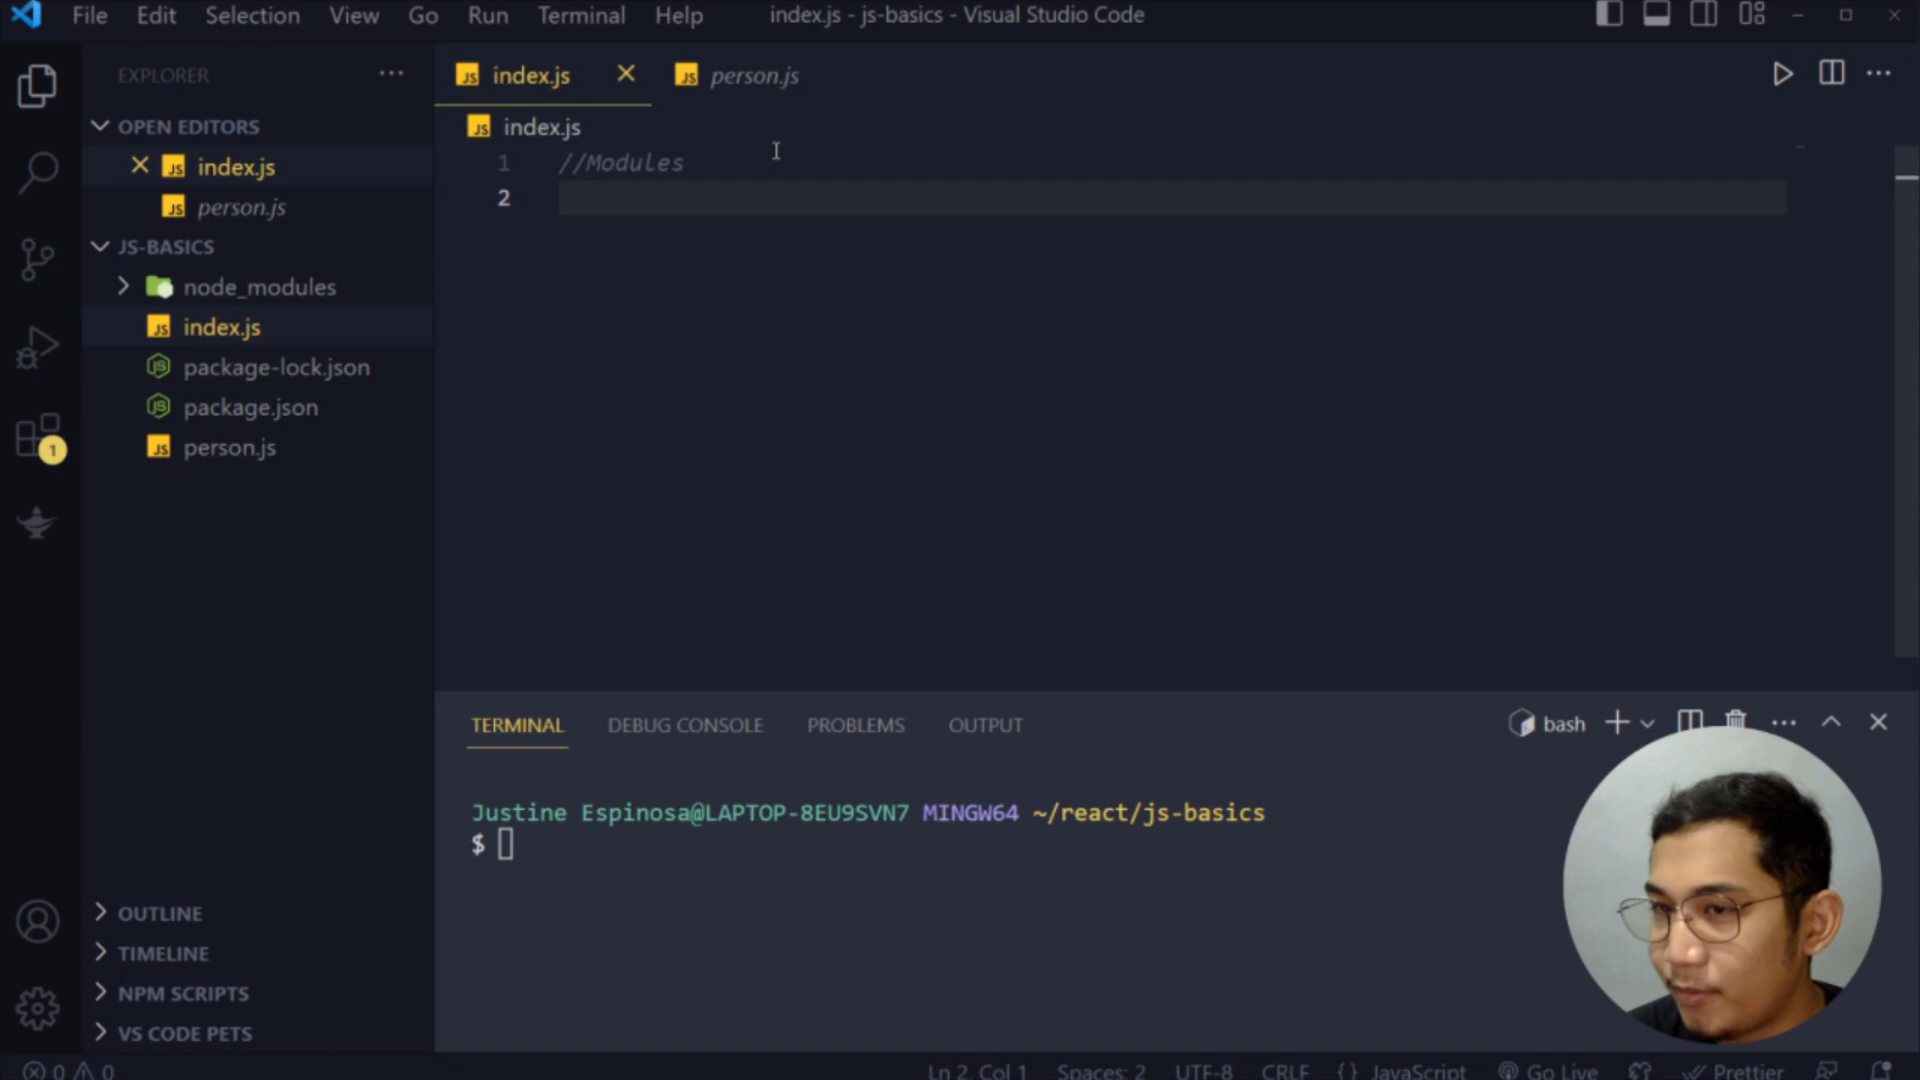 File Edit Selection View Go Run Terminal Help index.js - js-basics - Visual Studio Code
EXPLORER
OPEN EDITORS
index.js
person.js
JS-BASICS
node_modules
index.js
package-lock.json
package.json
person.js
OUTLINE
TIMELINE
NPM SCRIPTS
VS CODE PETS
1
index.js person.js
index.js
1 //Modules
2
TERMINAL DEBUG CONSOLE PROBLEMS OUTPUT bash
Justine Espinosa@LAPTOP-8EU9SVN7 MINGW64 ~/react/js-basics
$
0 0 Ln 2, Col 1 Spaces: 2 UTF-8 CRLF {} JavaScript Go Live Prettier